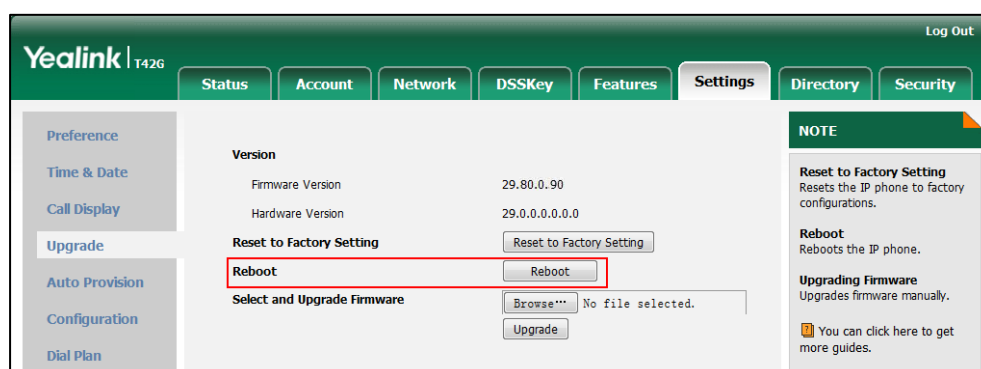 Log Out
Yealink | T42G
Status Account Network DSSKey Features Settings Directory Security
Preference
Time & Date
Call Display
Upgrade
Auto Provision
Configuration
Dial Plan
Version
Firmware Version 29.80.0.90
Hardware Version 29.0.0.0.0.0.0
Reset to Factory Setting Reset to Factory Setting
Reboot Reboot
Select and Upgrade Firmware Browse… No file selected.
Upgrade
NOTE
Reset to Factory Setting
Resets the IP phone to factory
configurations.
Reboot
Reboots the IP phone.
Upgrading Firmware
Upgrades firmware manually.
You can click here to get
more guides.